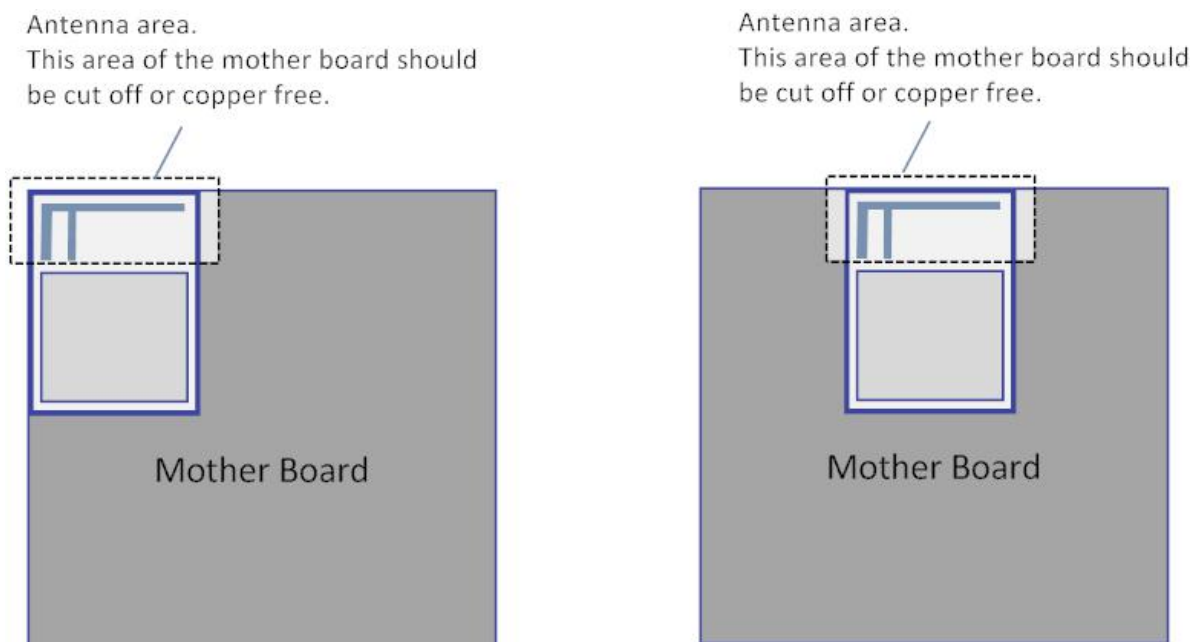 Antenna area.
This area of the mother board should
be cut off or copper free.
Antenna area.
This area of the mother board should
be cut off or copper free.
Mother Board
Mother Board